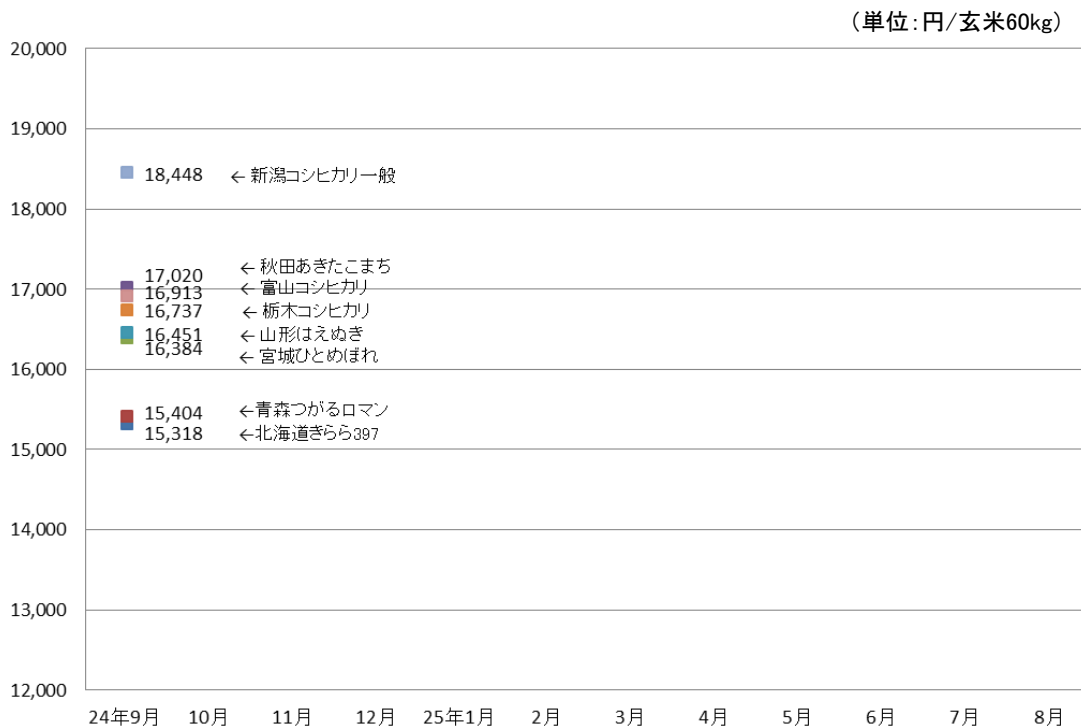 (単位:円/玄米60kg)
20,000
19,000
18,448 ←新潟コシヒカリ一般
18,000
17,020 ←秋田あきたこまち
17,000
16,913 ←富山コシヒカリ
16,737 ←栃木コシヒカリ
16,451 ←山形はえぬき
16,384 ←宮城ひとめぼれ
16,000
15,404 ←青森つがるロマン
15,318 ←北海道きらら397
15,000
14,000
13,000
12,000
24年9月 10月 11月 12月 25年1月 2月 3月 4月 5月 6月 7月 8月